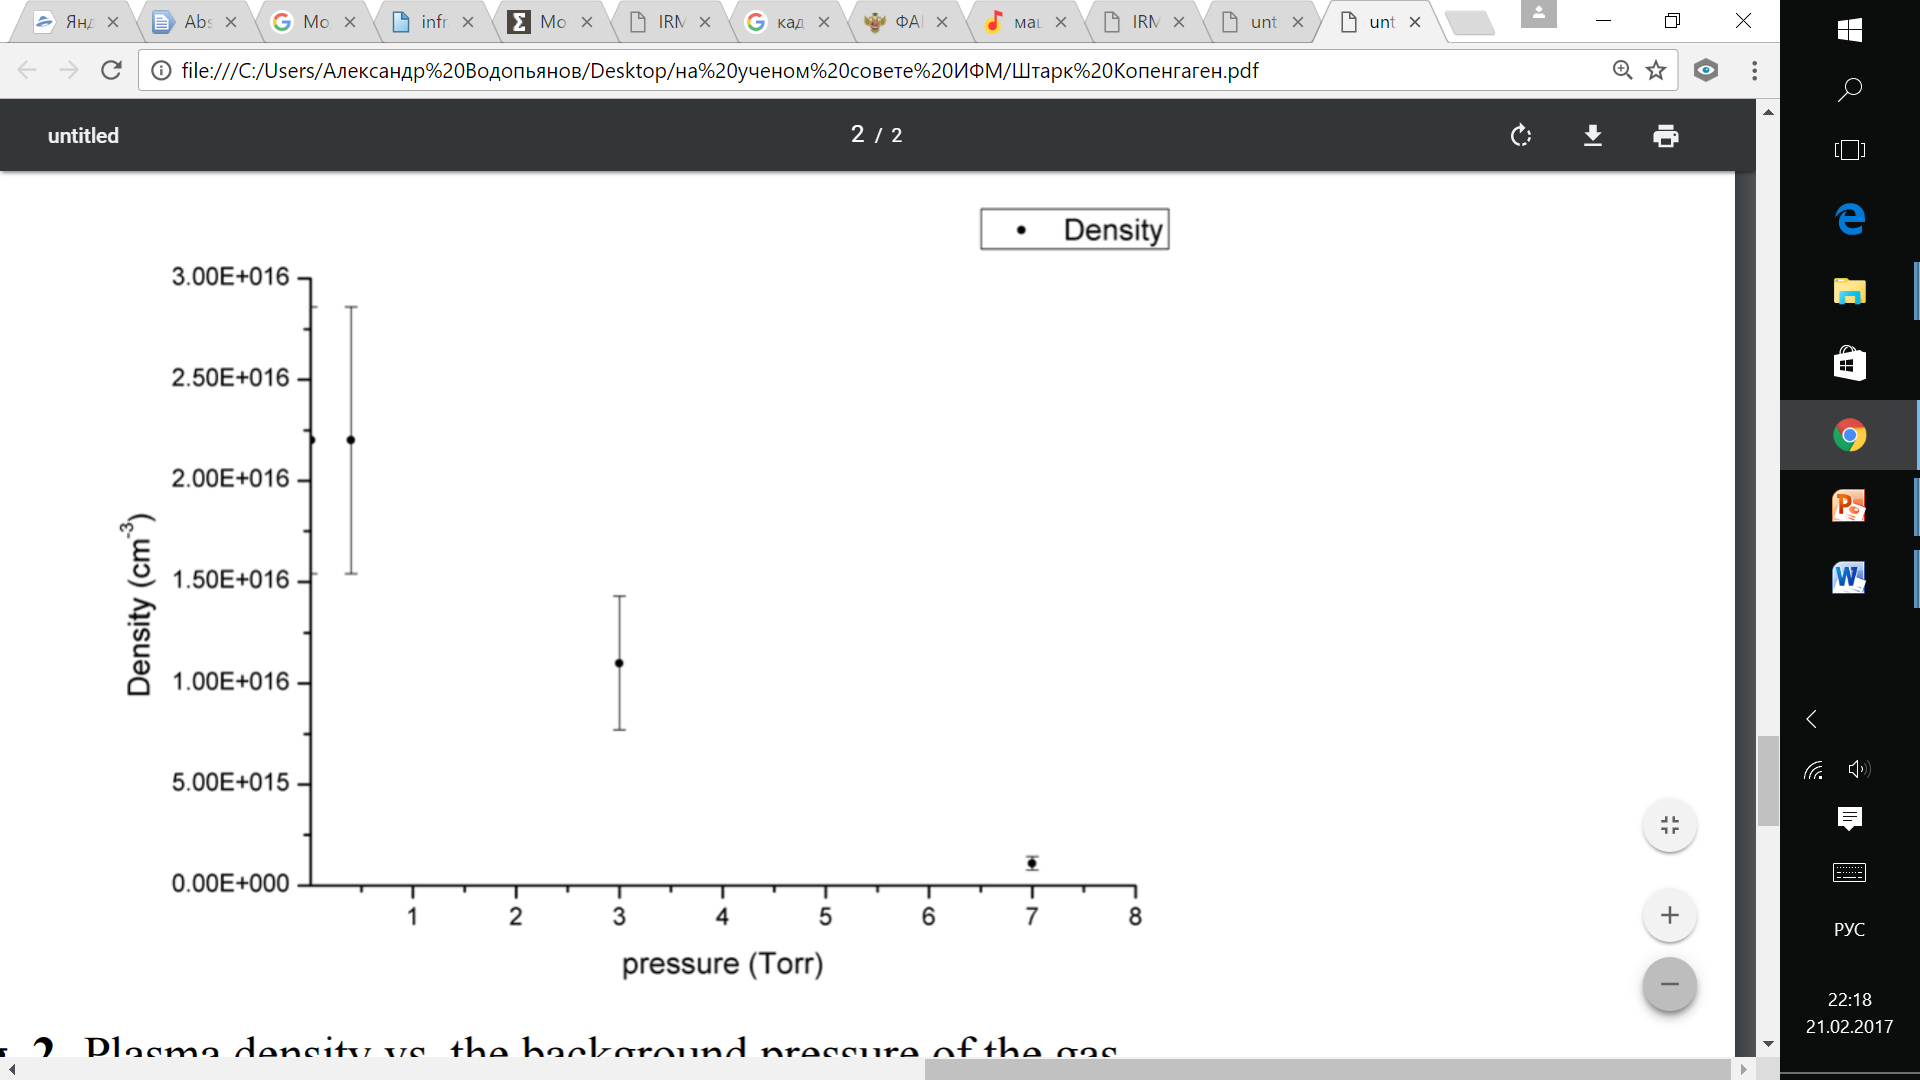 Янд
Abs
Mo
infr
Mo
IRM
кад
ФА
мац
IRM
unt
unt
file:///C:/Users/Александр%20Водопьянов/Desktop/на%20ученом%20совете%20ИФМ/Штарк%20Копенгаген.pdf
untitled
2 / 2
Density
3.00E+016
2.50E+016
2.00E+016
1.50E+016
1.00E+016
5.00E+015
0.00E+000
Density (cm⁻³)
1 2 3 4 5 6 7 8
pressure (Torr)
2 Plasma density vs. the background pressure of the gas
РУС
22:18
21.02.2017